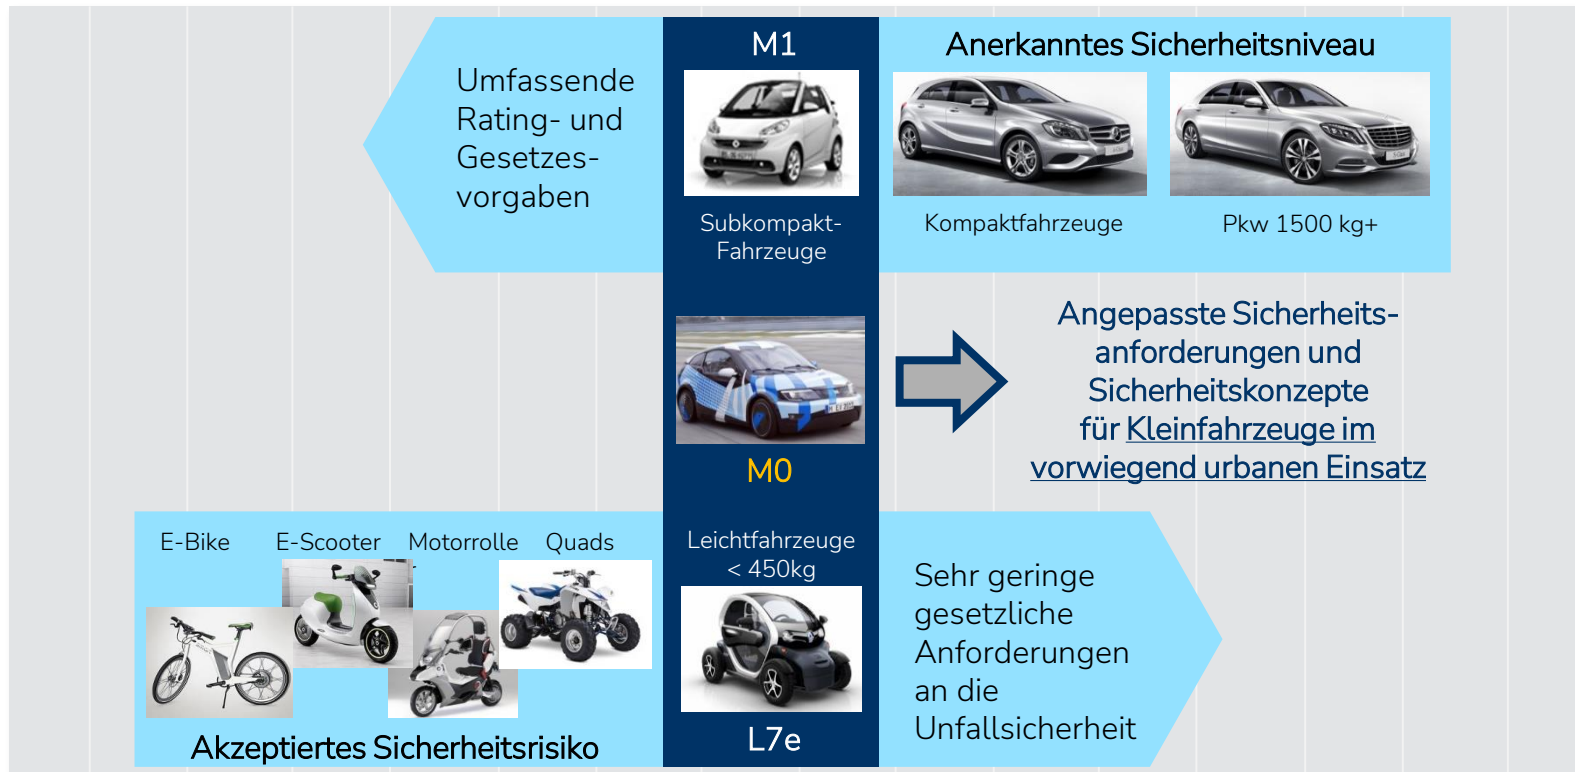 M1
Anerkanntes Sicherheitsniveau
Umfassende
Rating- und
Gesetzes-
vorgaben
Subkompakt-
Fahrzeuge
Kompaktfahrzeuge
Pkw 1500 kg+
Angepasste Sicherheits-
anforderungen und
Sicherheitskonzepte
für Kleinfahrzeuge im
vorwiegend urbanen Einsatz
M0
E-Bike
E-Scooter
Motorrolle
Quads
Leichtfahrzeuge
< 450kg
Sehr geringe
gesetzliche
Anforderungen
an die
Unfallsicherheit
Akzeptiertes Sicherheitsrisiko
L7e